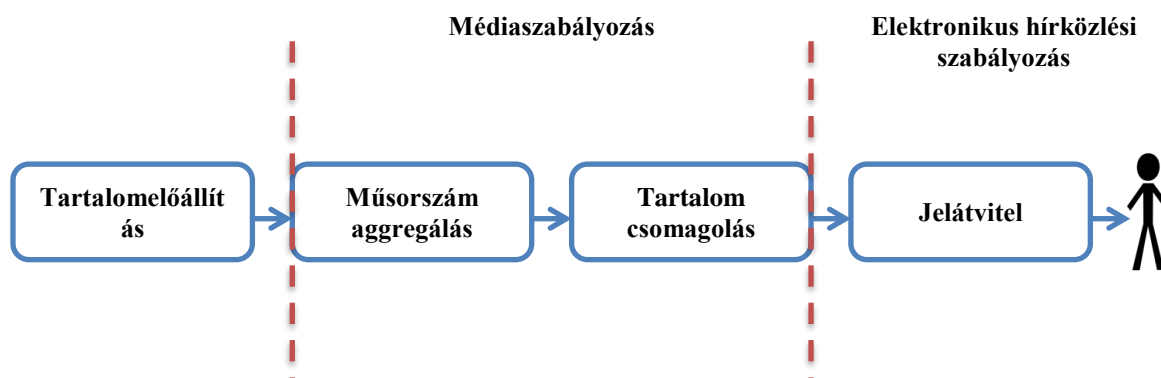 Médiaszabályozás
Elektronikus hírközlési
szabályozás
Tartalomelőállít
ás
Műsorszám
aggregálás
Tartalom
csomagolás
Jelátvitel